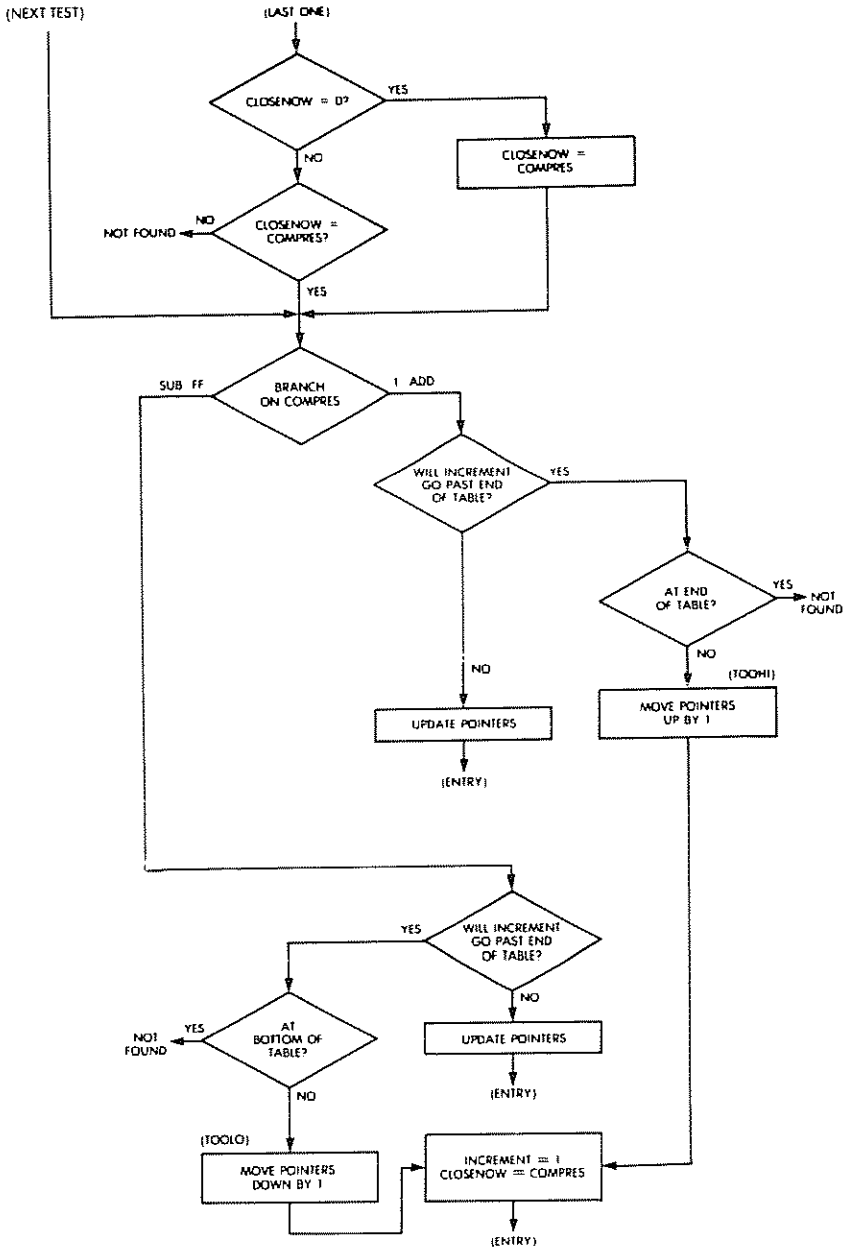 (NEXT TEST)
(LAST ONE)
CLOSENOW = 0?
YES
CLOSENOW =
COMPRES
NO
CLOSENOW =
COMPRES?
NO
NOT FOUND
YES
BRANCH
ON COMPRES
SUB FF
1 ADD
WILL INCREMENT
GO PAST END
OF TABLE?
YES
AT END
OF TABLE?
YES
NOT
FOUND
NO
NO
(TOOHI)
UPDATE POINTERS
MOVE POINTERS
UP BY 1
(ENTRY)
WILL INCREMENT
GO PAST END
OF TABLE?
YES
NO
AT
BOTTOM OF
TABLE?
YES
NOT
FOUND
UPDATE POINTERS
NO
(ENTRY)
(TOOLO)
MOVE POINTERS
DOWN BY 1
INCREMENT = 1
CLOSENOW = COMPRES
(ENTRY)